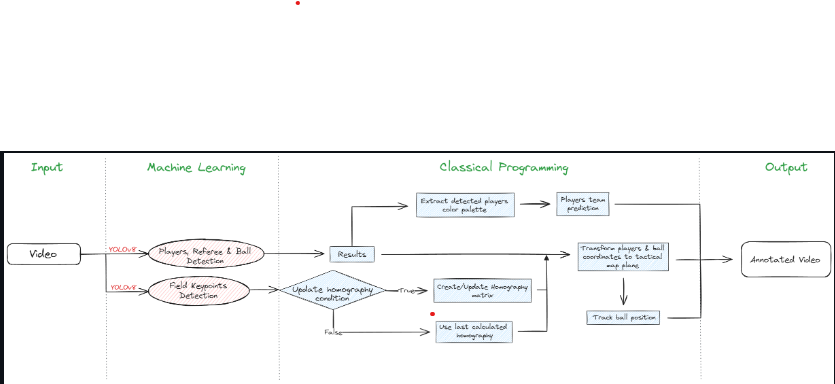 Input
Machine Learning
Classical Programming
Output
Extract detected players
color palette
Players team
prediction
Video
YOLOv8
Players, Referee & Ball
Detection
Results
Transform players & ball
coordinates to tactical
map plane
Annotated Video
YOLOv8
Field Keypoints
Detection
Update homography
condition
True
Create/Update Homography
matrix
False
Use last calculated
homography
Track ball position